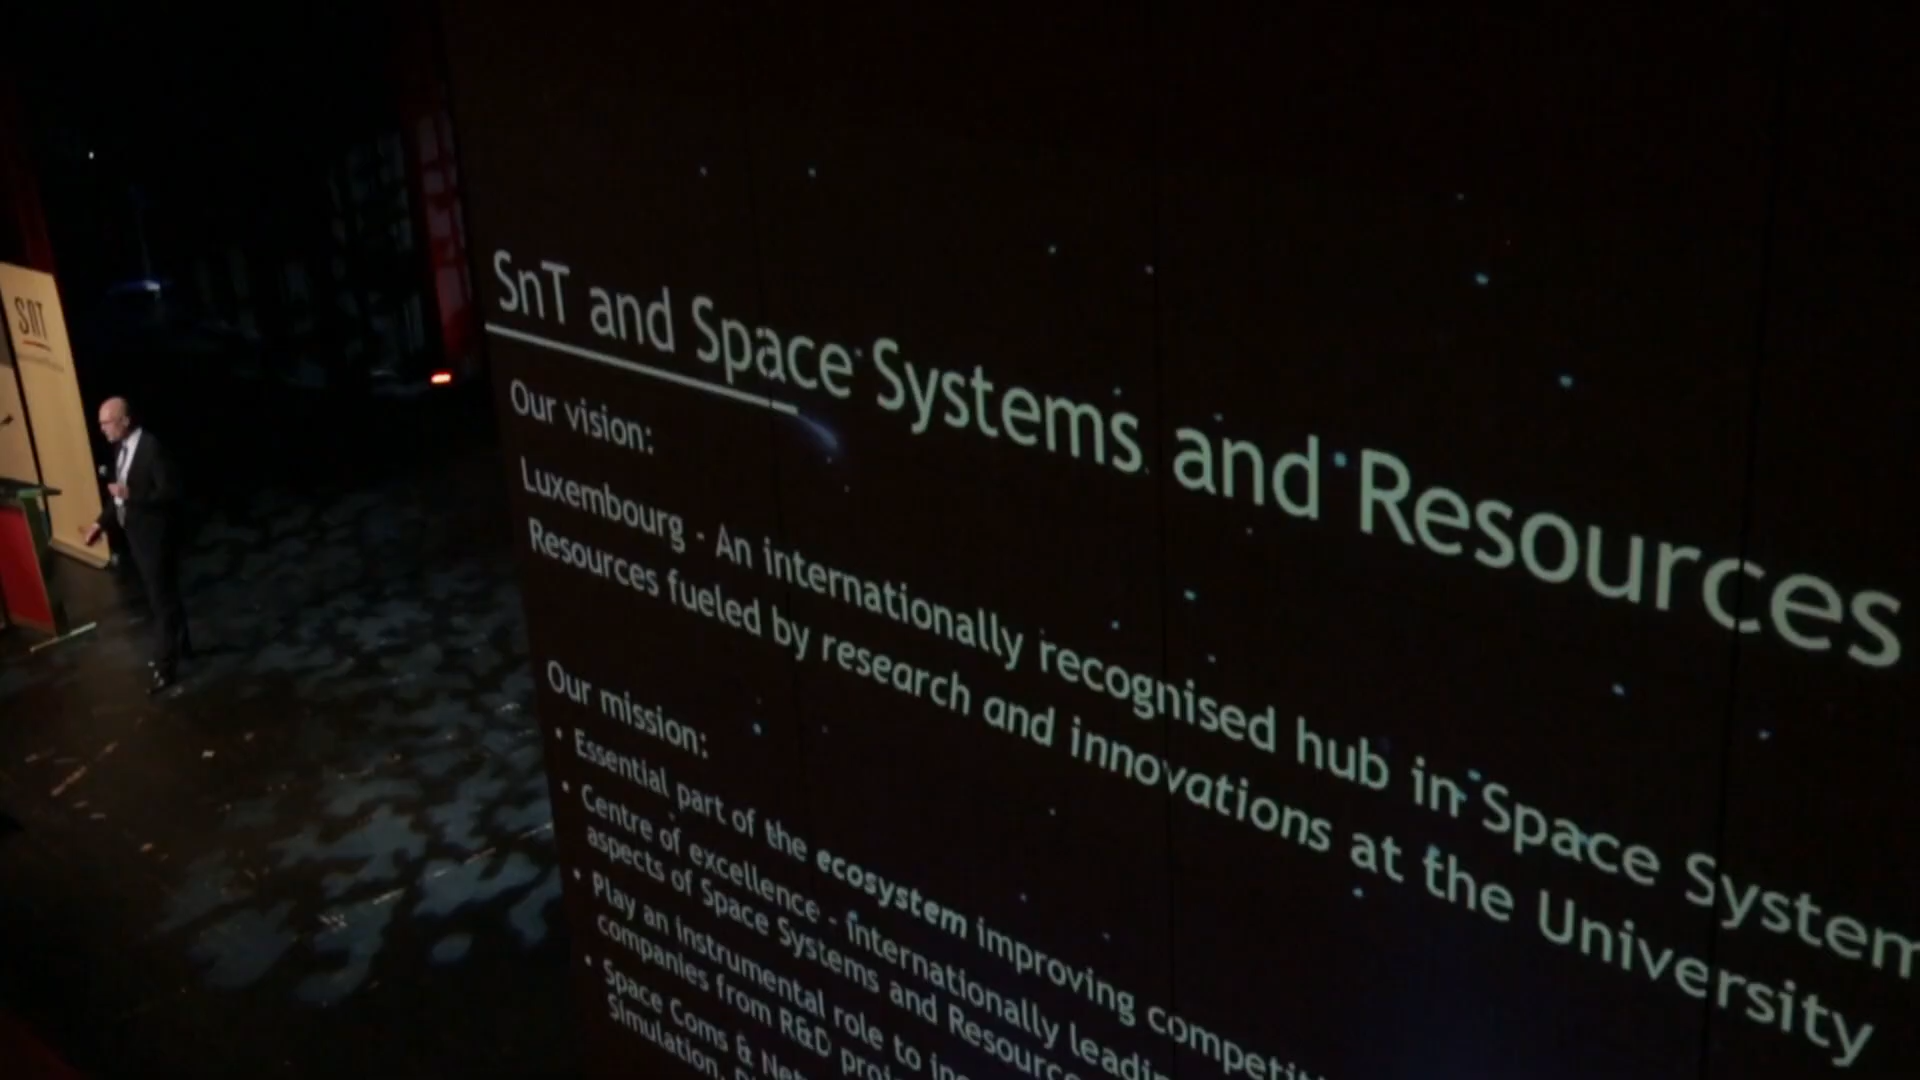 SnT
SnT and Space Systems and Resources
Our vision:
Luxembourg - An internationally recognised hub in Space System
Resources fueled by research and innovations at the University
Our mission:
• Essential part of the ecosystem improving competiti
• Centre of excellence - internationally leadin
aspects of Space Systems and Resource
• Play an instrumental role to in
companies from R&D proj
• Space Coms & Net
Simulation,